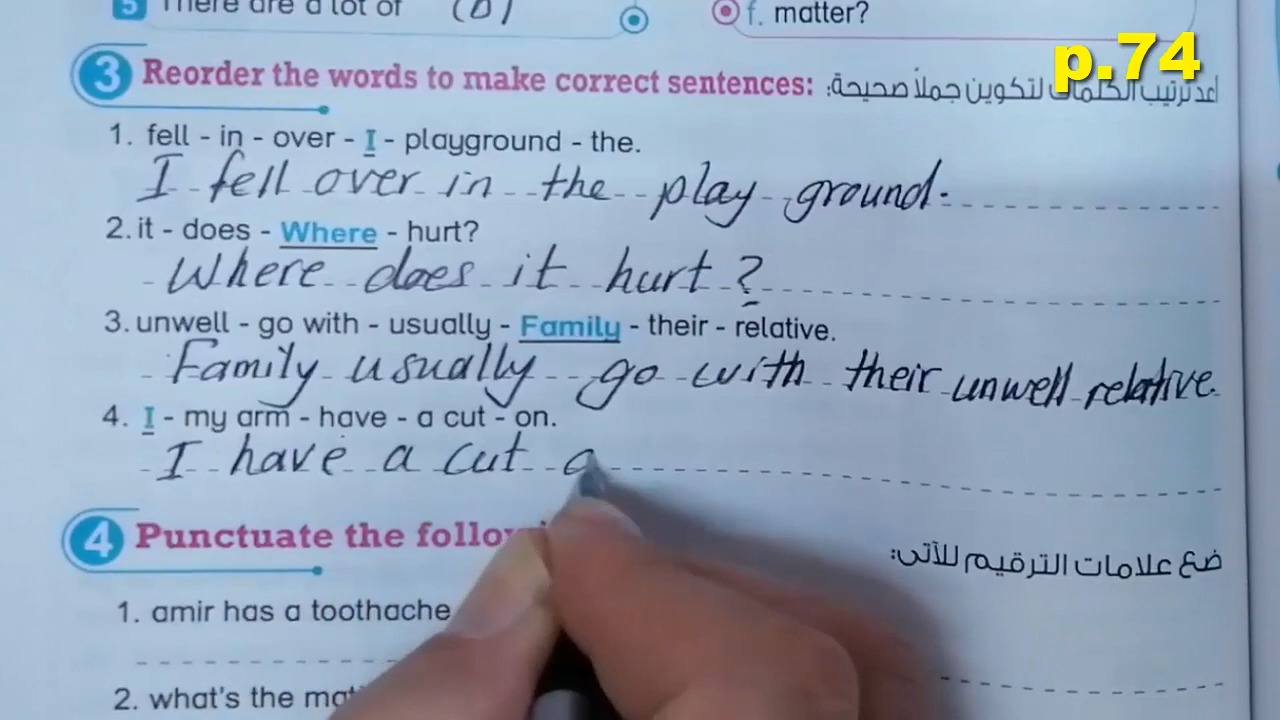 5 There are a lot of (b)
f. matter?
p.74
3 Reorder the words to make correct sentences: أعد ترتيب الكلمات لتكوين جملاً صحيحة:
1. fell - in - over - I - playground - the.
I fell over in the play ground.
2. it - does - Where - hurt?
Where does it hurt?
3. unwell - go with - usually - Family - their - relative.
Family usually go with their unwell relative.
4. I - my arm - have - a cut - on.
I have a cut o
4 Punctuate the followi ضع علامات الترقيم للآتى:
1. amir has a toothache
2. what's the mat